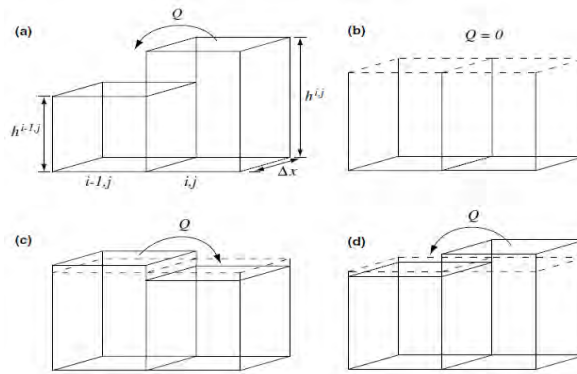 (a)
Q
h^{i-1,j}
h^{i,j}
i-1,j
i,j
Δx
(b)
Q = 0
(c)
Q
(d)
Q